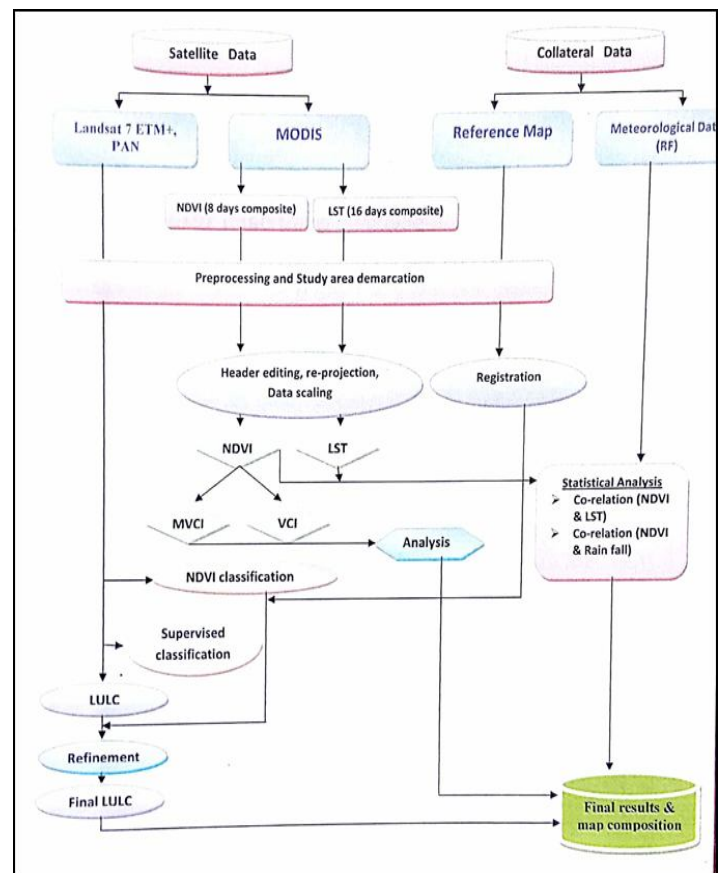 Satellite Data
Collateral Data
Landsat 7 ETM+,
PAN
MODIS
Reference Map
Meteorological Dat
(RF)
NDVI (8 days composite)
LST (16 days composite)
Preprocessing and Study area demarcation
Header editing, re-projection,
Data scaling
Registration
NDVI
LST
Statistical Analysis
➢ Co-relation (NDVI
& LST)
➢ Co-relation (NDVI
& Rain fall)
MVCI
VCI
Analysis
NDVI classification
Supervised
classification
LULC
Refinement
Final LULC
Final results &
map composition